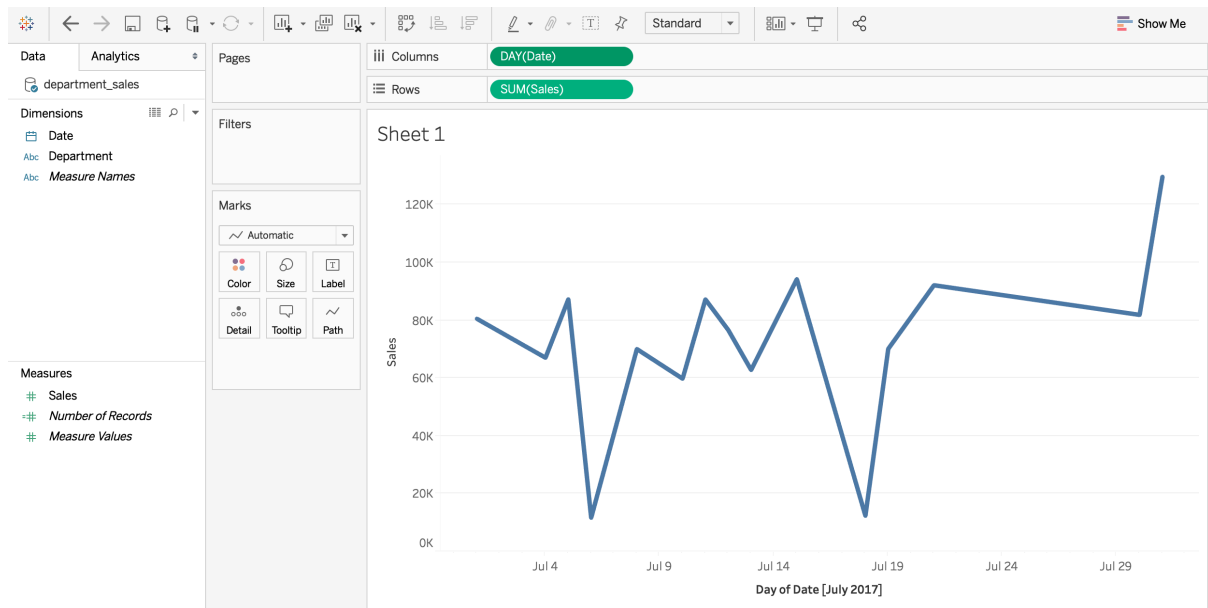 Standard
Show Me
Data
Analytics
department_sales
Dimensions
Date
Abc Department
Abc Measure Names
Measures
# Sales
=# Number of Records
# Measure Values
Pages
Filters
Marks
Automatic
Color
Size
T
Label
Detail
Tooltip
Path
Columns
DAY(Date)
Rows
SUM(Sales)
Sheet 1
Sales
120K
100K
80K
60K
40K
20K
0K
Jul 4
Jul 9
Jul 14
Jul 19
Jul 24
Jul 29
Day of Date [July 2017]